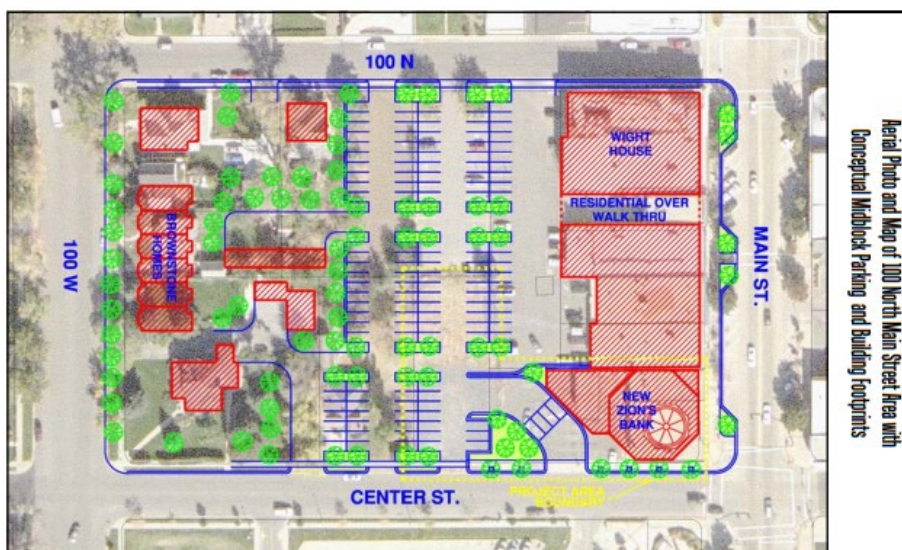 100 N
WIGHT
HOUSE
RESIDENTIAL OVER
WALK THRU
BROWNSTONE
HOMES
100 W
MAIN ST.
NEW
ZION'S
BANK
PROJECT AREA
BOUNDARY
CENTER ST.
Aerial Photo and Map of 100 North Main Street Area with
Conceptual Midblock Parking and Building Footprints